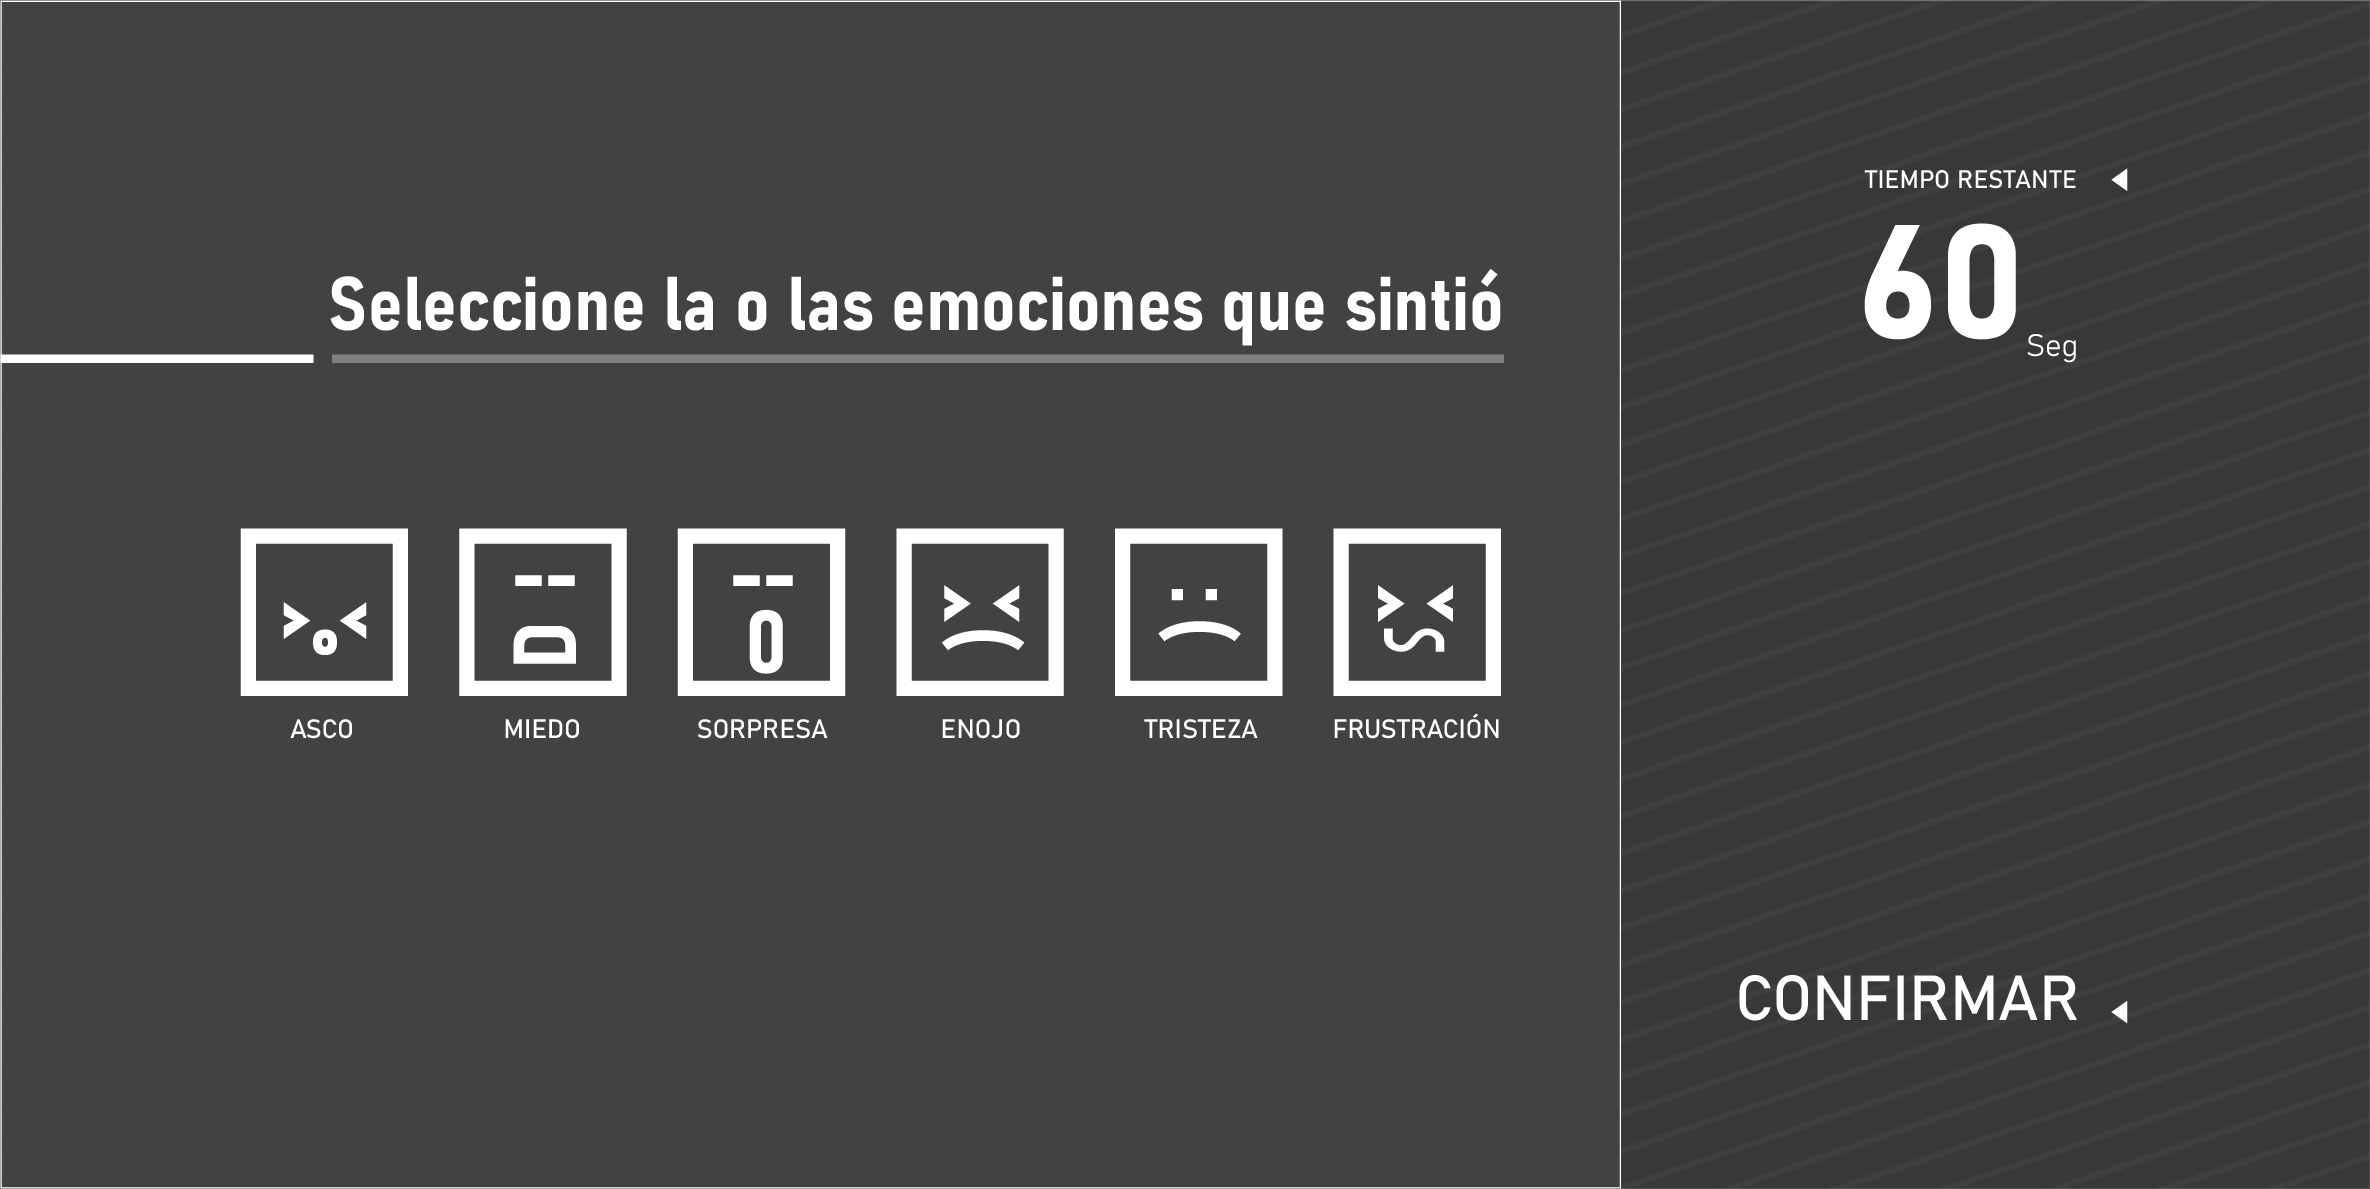 Seleccione la o las emociones que sintió
ASCO
MIEDO
SORPRESA
ENOJO
TRISTEZA
FRUSTRACIÓN
TIEMPO RESTANTE
60
Seg
CONFIRMAR